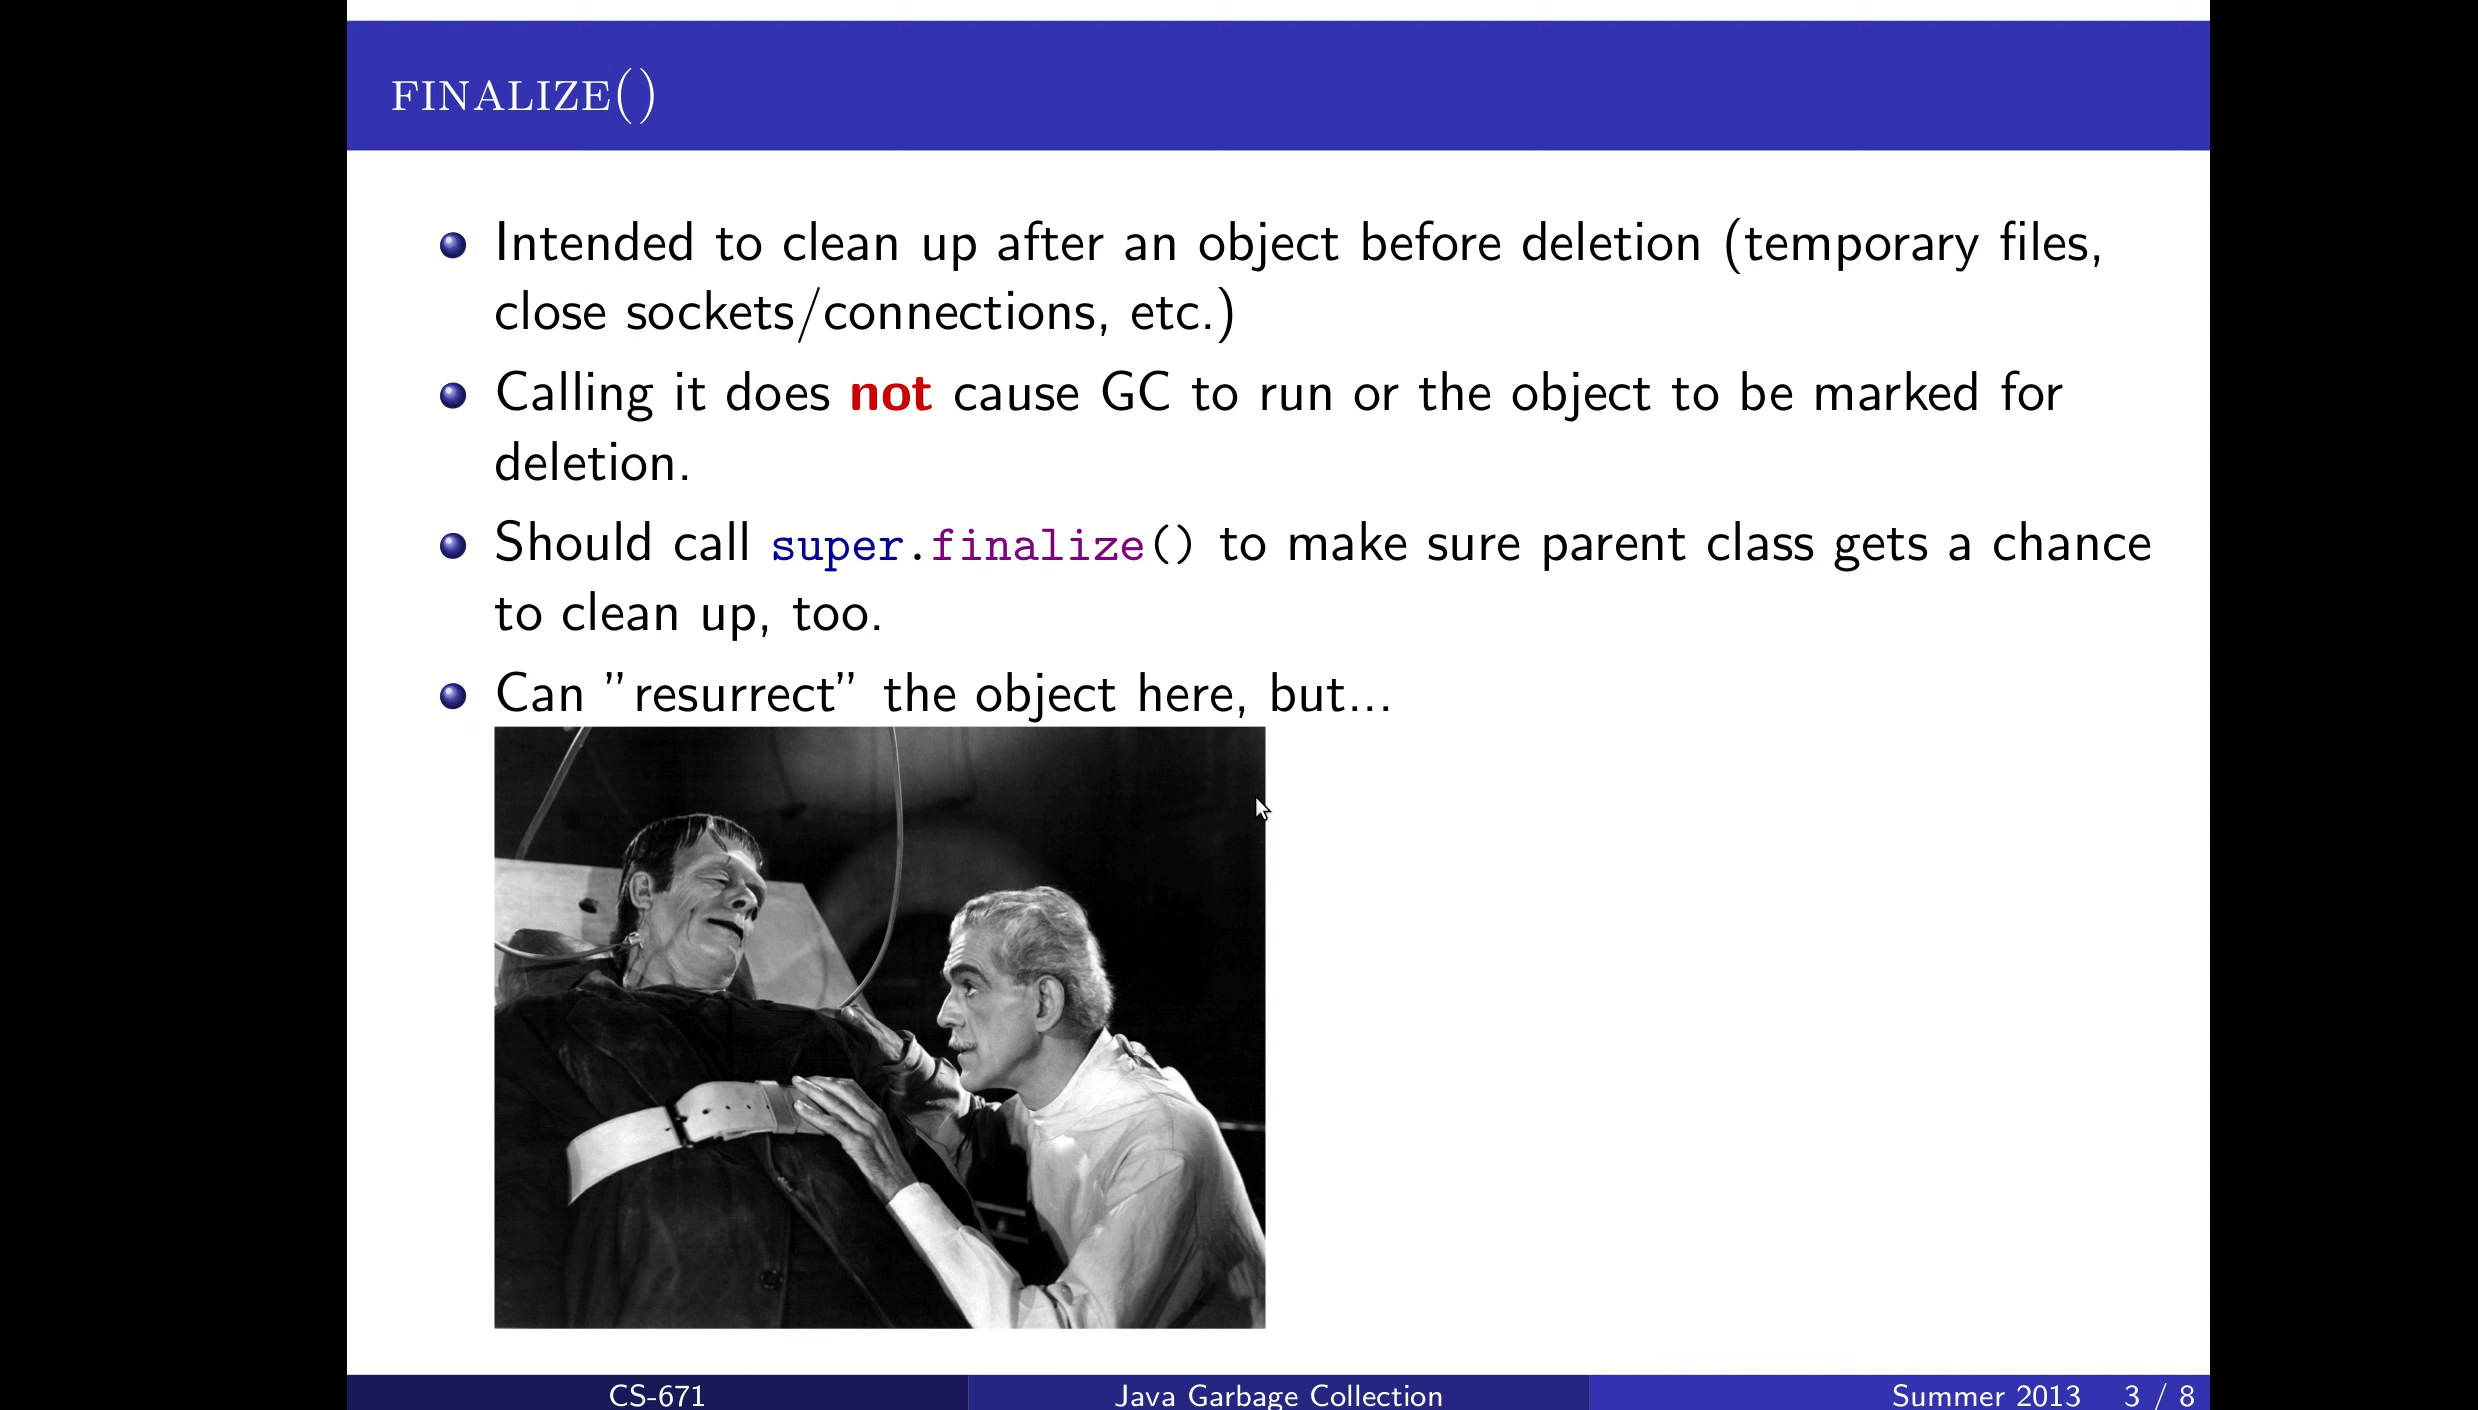 FINALIZE()
Intended to clean up after an object before deletion (temporary files,
close sockets/connections, etc.)
Calling it does not cause GC to run or the object to be marked for
deletion.
Should call super.finalize() to make sure parent class gets a chance
to clean up, too.
Can ”resurrect” the object here, but...
CS-671 Java Garbage Collection Summer 2013 3 / 8